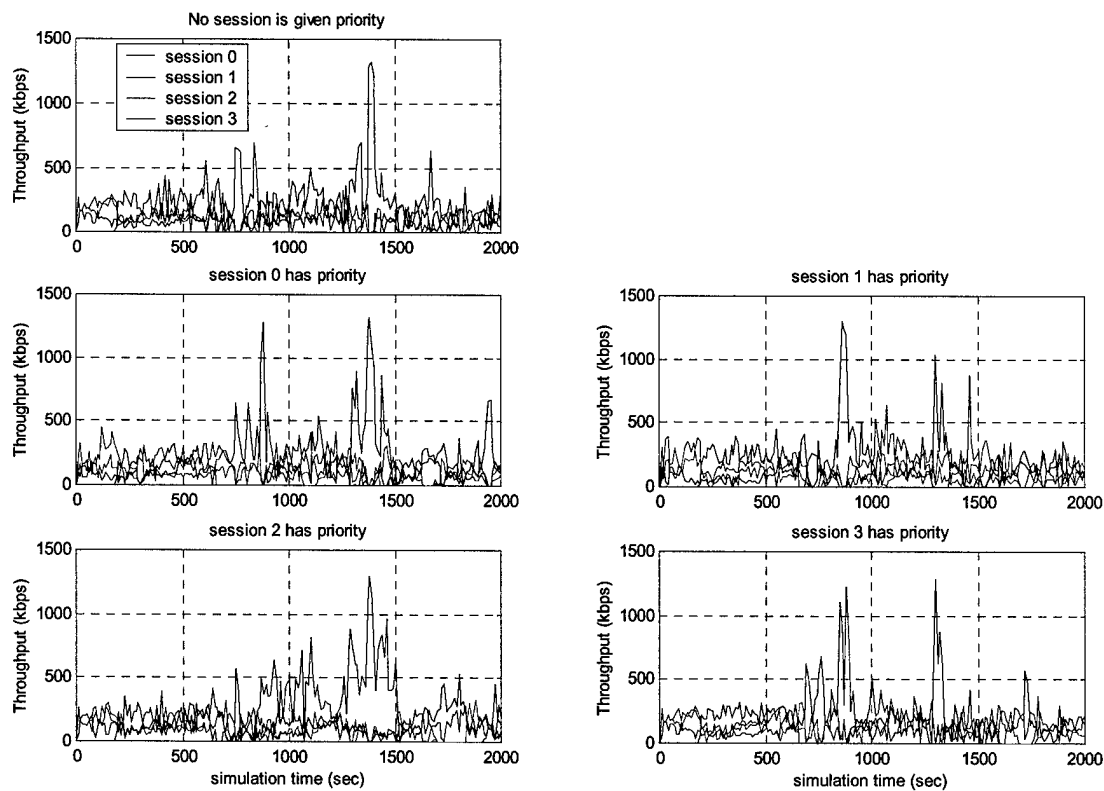 No session is given priority
1500
1000
500
0
Throughput (kbps)
session 0
session 1
session 2
session 3
0 500 1000 1500 2000
session 0 has priority
1500
1000
500
0
Throughput (kbps)
0 500 1000 1500 2000
session 1 has priority
1500
1000
500
0
Throughput (kbps)
0 500 1000 1500 2000
session 2 has priority
1500
1000
500
0
Throughput (kbps)
0 500 1000 1500 2000
simulation time (sec)
session 3 has priority
1500
1000
500
0
Throughput (kbps)
0 500 1000 1500 2000
simulation time (sec)